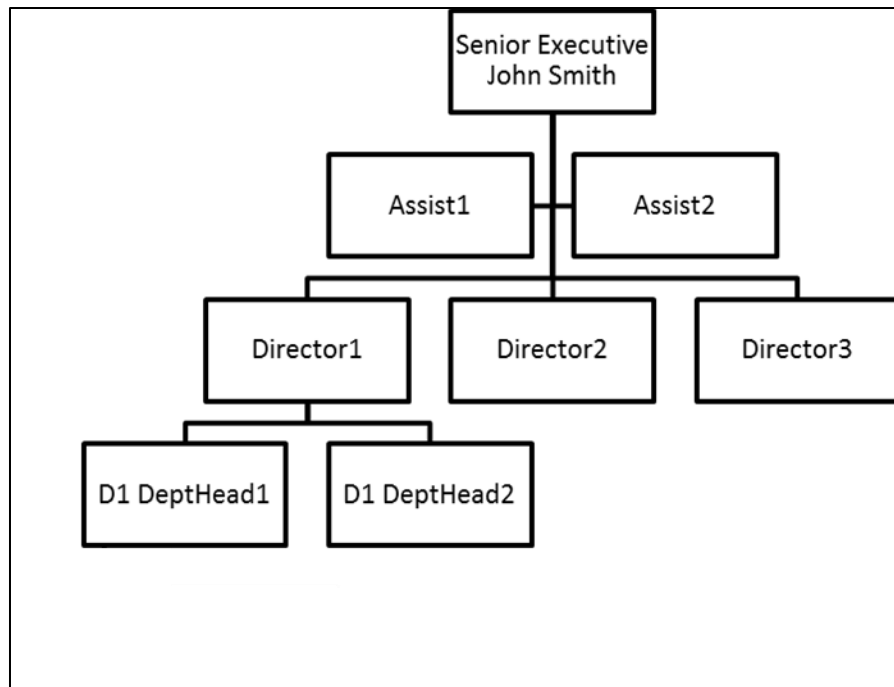 Senior Executive
John Smith
Assist1
Assist2
Director1
Director2
Director3
D1 DeptHead1
D1 DeptHead2